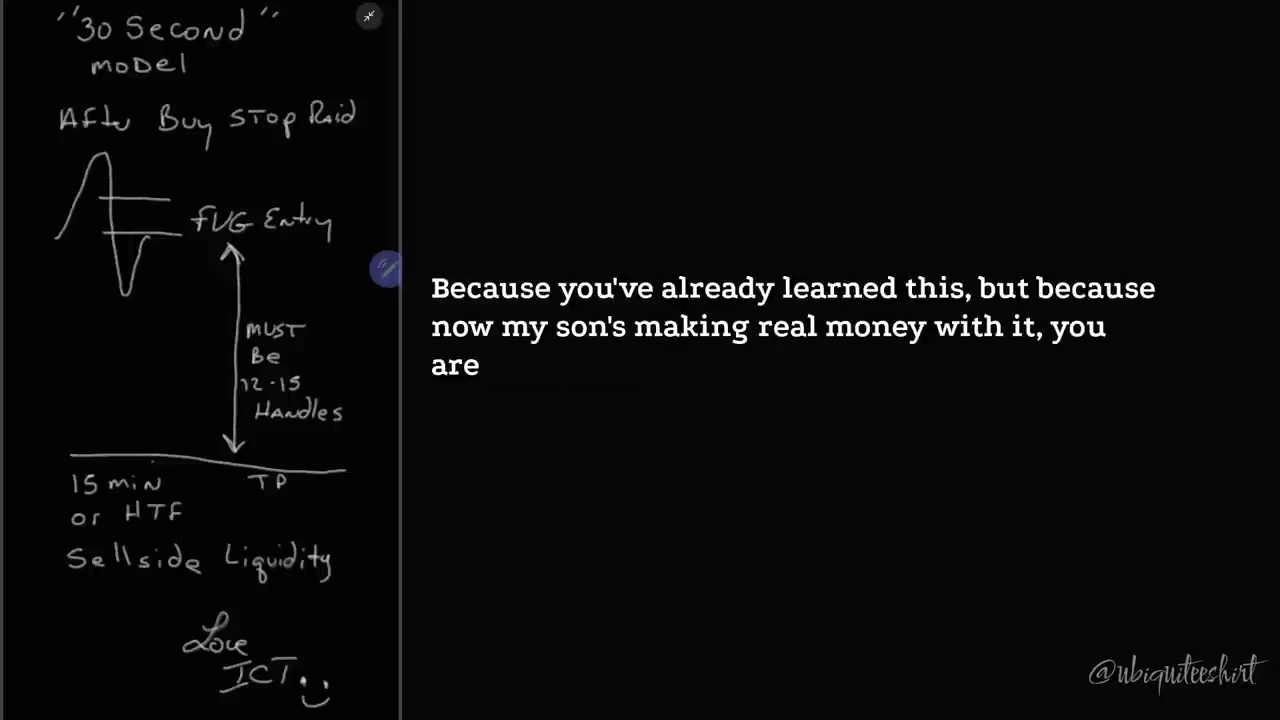 "30 Second"
moDel
After Buy STop Raid
FVG Entry
MUST
Be
12-15
HANDles
15 miN
TP
or HTF
Sellside Liquidity
Love
ICT
Because you've already learned this, but because
now my son's making real money with it, you
are
@ubiquiteeshirt